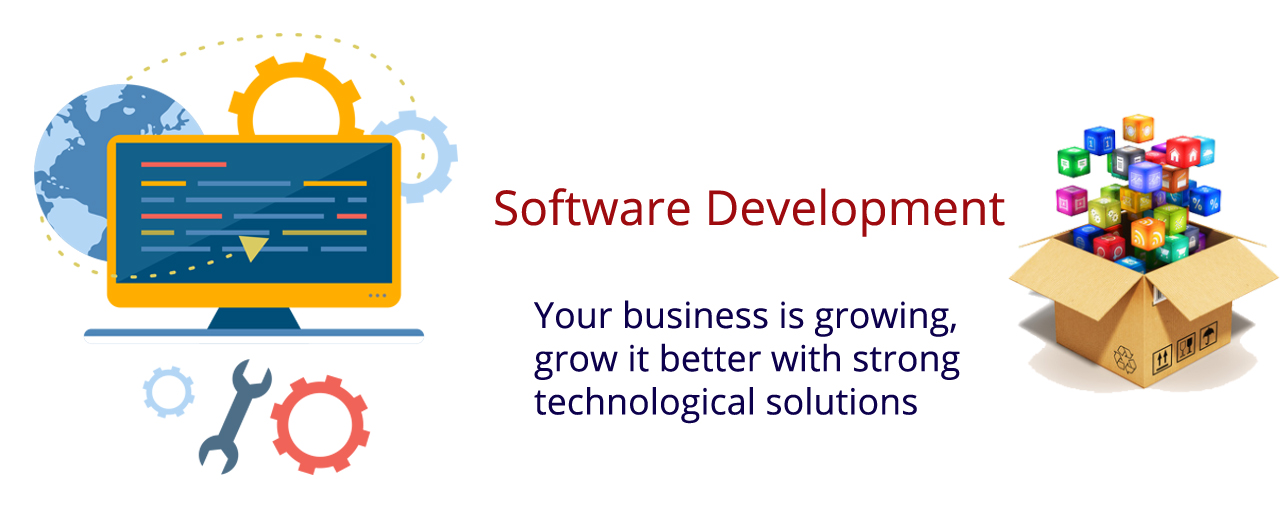 Software Development
Your business is growing,
grow it better with strong
technological solutions